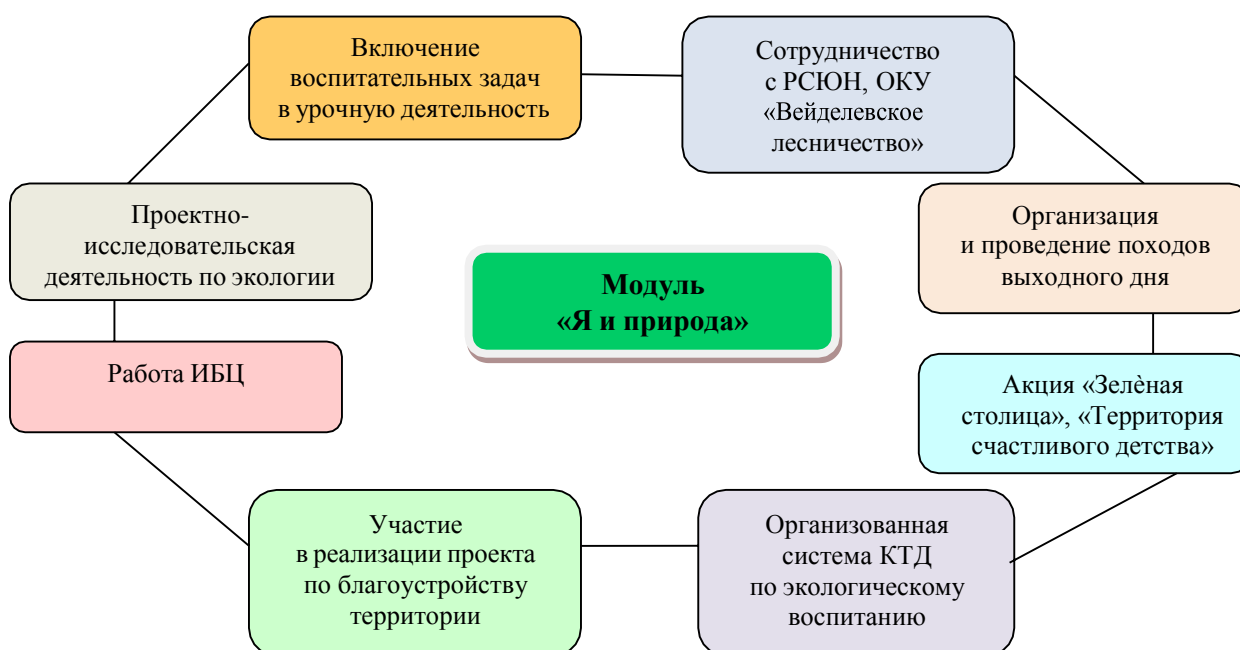 Включение
воспитательных задач
в урочную деятельность
Сотрудничество
с РСЮН, ОКУ
«Вейделевское
лесничество»
Проектно-
исследовательская
деятельность по экологии
Организация
и проведение походов
выходного дня
Модуль
«Я и природа»
Работа ИБЦ
Акция «Зелѐная
столица», «Территория
счастливого детства»
Участие
в реализации проекта
по благоустройству
территории
Организованная
система КТД
по экологическому
воспитанию